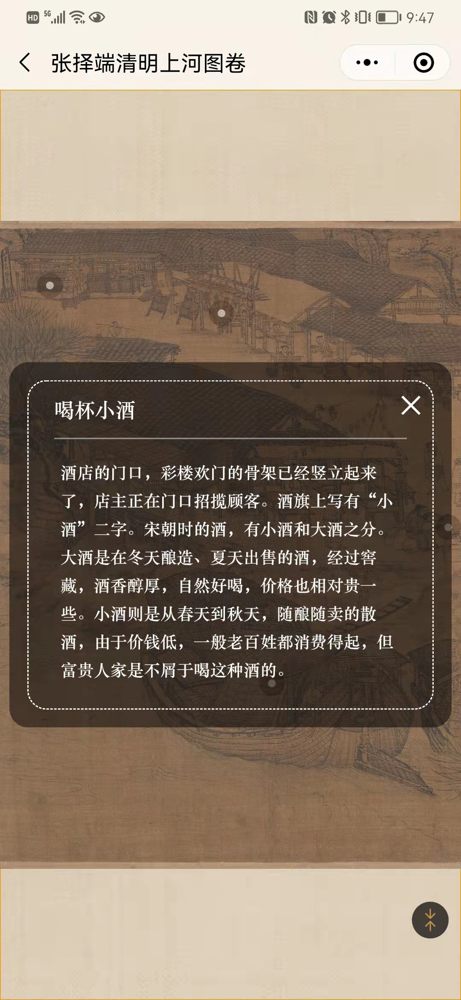 HD 5G 9:47
张择端清明上河图卷
喝杯小酒
酒店的门口，彩楼欢门的骨架已经竖立起来
了，店主正在门口招揽顾客。酒旗上写有“小
酒”二字。宋朝时的酒，有小酒和大酒之分。
大酒是在冬天酿造、夏天出售的酒，经过窖
藏，酒香醇厚，自然好喝，价格也相对贵一
些。小酒则是从春天到秋天，随酿随卖的散
酒，由于价钱低，一般老百姓都消费得起，但
富贵人家是不屑于喝这种酒的。